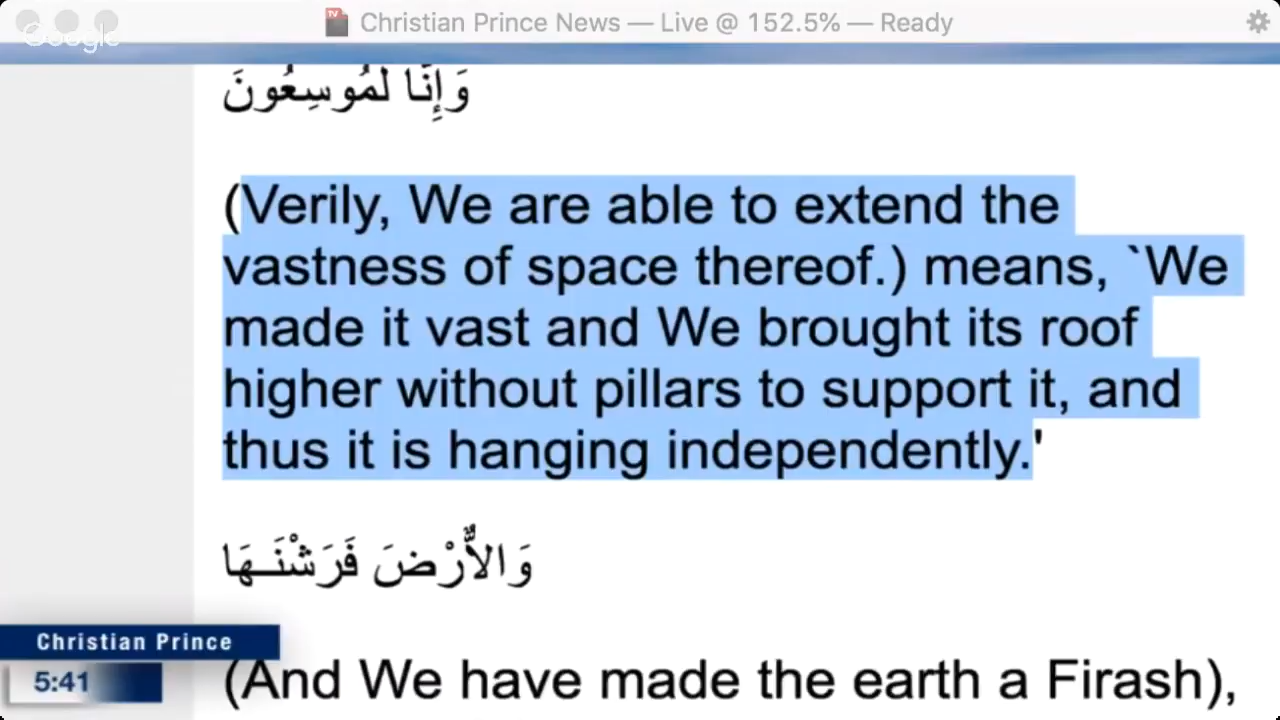 Christian Prince News — Live @ 152.5% — Ready
Google
وَإِنَّا لَمُوسِعُونَ
(Verily, We are able to extend the
vastness of space thereof.) means, `We
made it vast and We brought its roof
higher without pillars to support it, and
thus it is hanging independently.'
وَالاٌّرْضَ فَرَشْنَـهَا
Christian Prince
5:41
(And We have made the earth a Firash),